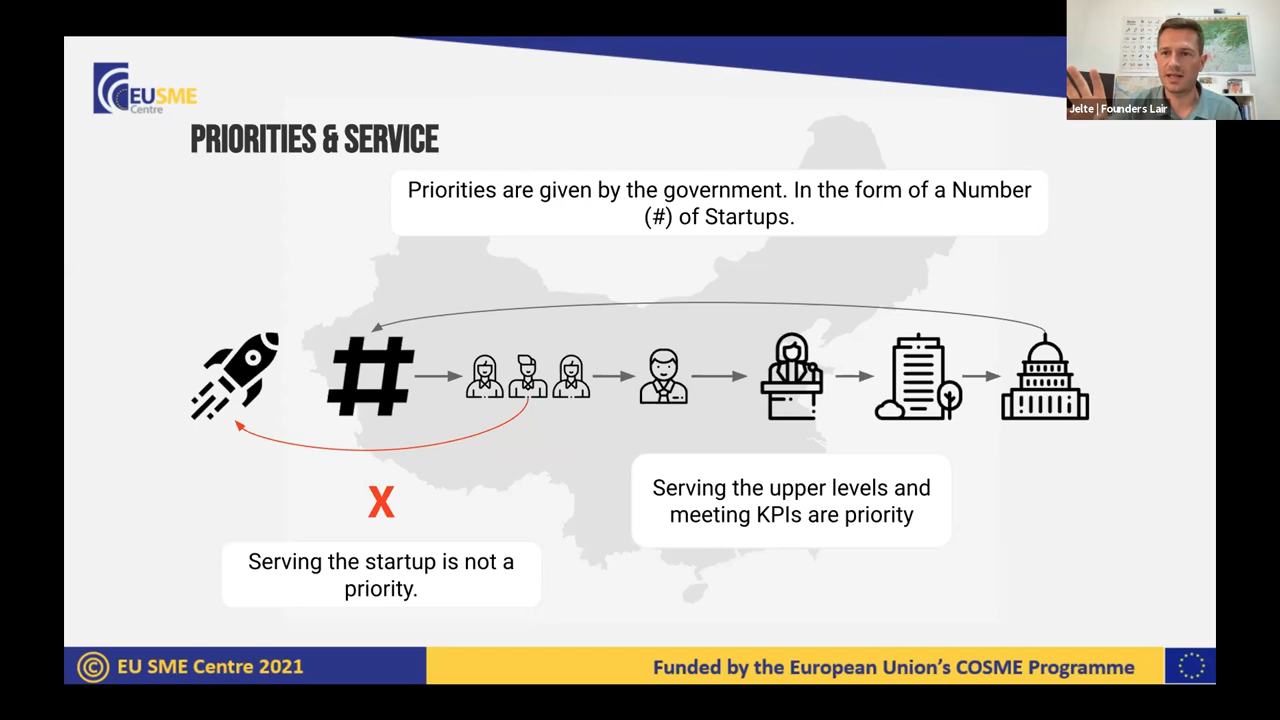 EUSME
Centre
PRIORITIES & SERVICE
Jelte | Founders Lair
Priorities are given by the government. In the form of a Number
(#) of Startups.
#
X
Serving the upper levels and
meeting KPIs are priority
Serving the startup is not a
priority.
© EU SME Centre 2021
Funded by the European Union’s COSME Programme